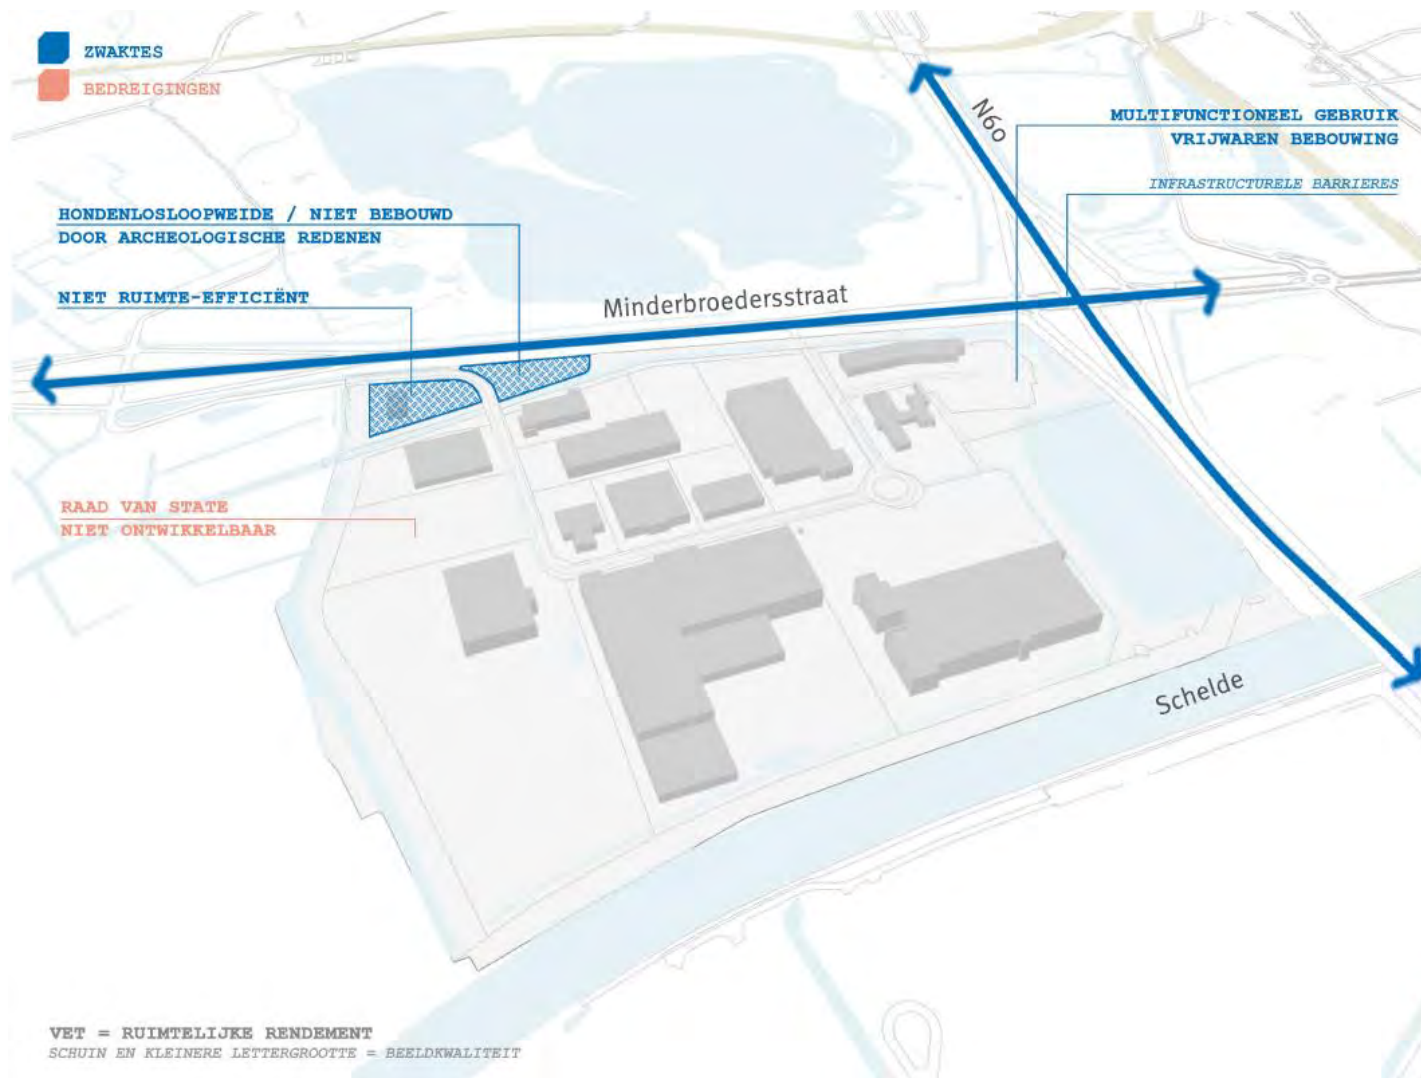 ZWAKTES
BEDREIGINGEN
N60
MULTIFUNCTIONEEL GEBRUIK
VRIJWAREN BEBOUWING
INFRASTRUCTURELE BARRIERES
HONDENLOSLOOPWEIDE / NIET BEBOUWD
DOOR ARCHEOLOGISCHE REDENEN
NIET RUIMTE-EFFICIËNT
Minderbroedersstraat
RAAD VAN STATE
NIET ONTWIKKELBAAR
Schelde
VET = RUIMTELIJKE RENDEMENT
SCHUIN EN KLEINERE LETTERGROOTTE = BEELDKWALITEIT